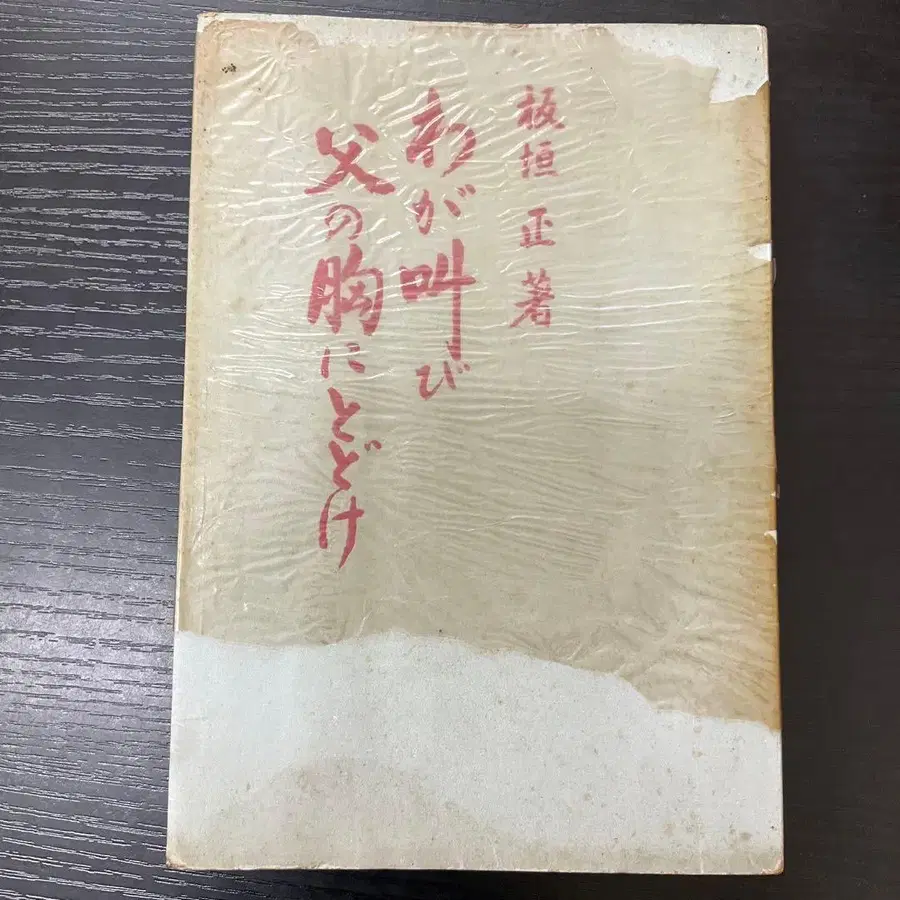 板垣 正 著
わが叫び
父の胸にとどけ